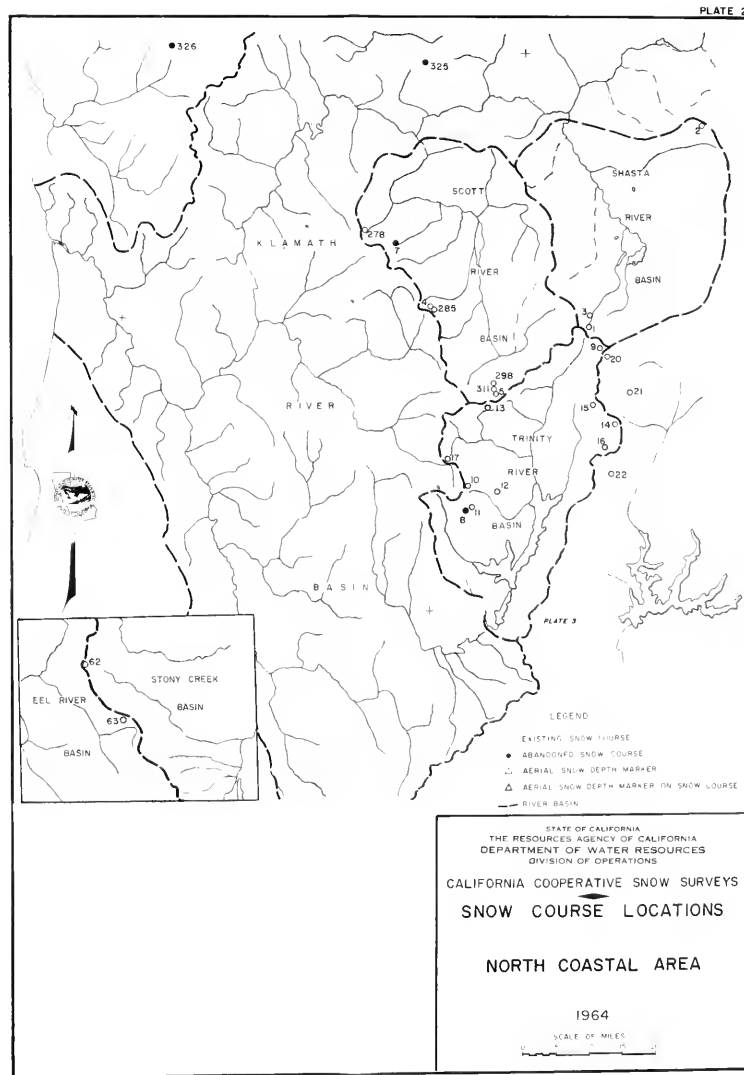 PLATE 2
326
325
2
SHASTA
SCOTT
RIVER
278
KLAMATH
7
RIVER
BASIN
4
285
3
1
BASIN
9
20
298
311
5
21
RIVER
13
15
TRINITY
14
16
17
RIVER
22
10
12
11
8
BASIN
BASIN
PLATE 3
62
STONY CREEK
EEL RIVER
BASIN
63
BASIN
LEGEND
EXISTING SNOW COURSE
ABANDONED SNOW COURSE
AERIAL SNOW DEPTH MARKER
AERIAL SNOW DEPTH MARKER ON SNOW COURSE
RIVER BASIN
STATE OF CALIFORNIA
THE RESOURCES AGENCY OF CALIFORNIA
DEPARTMENT OF WATER RESOURCES
DIVISION OF OPERATIONS
CALIFORNIA COOPERATIVE SNOW SURVEYS
SNOW COURSE LOCATIONS
NORTH COASTAL AREA
1964
SCALE OF MILES